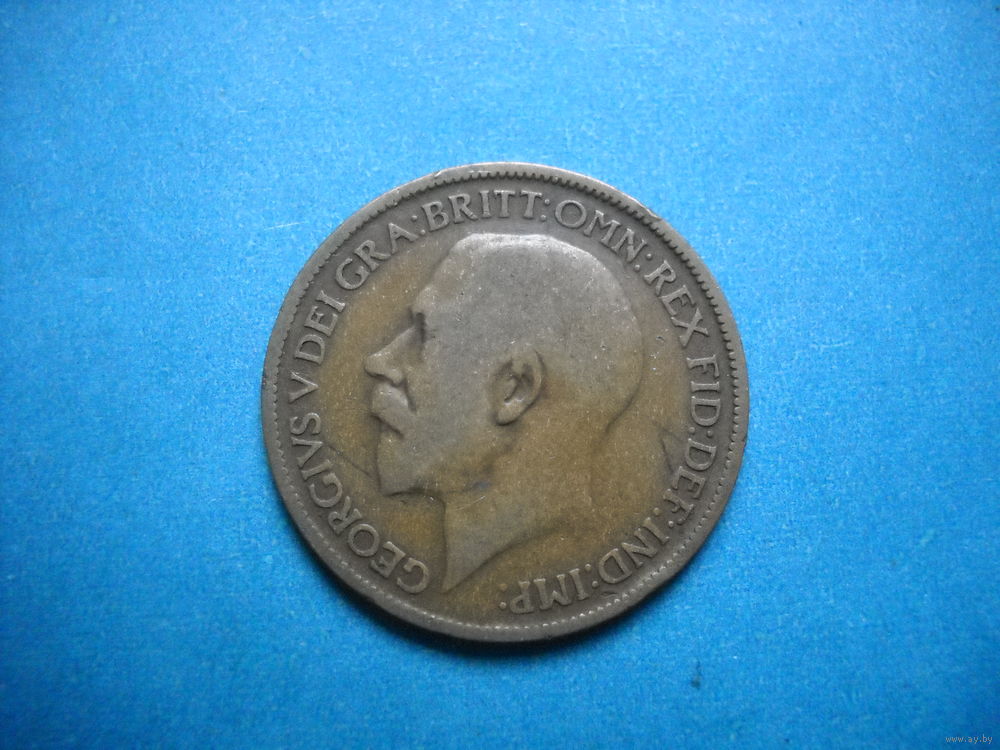 GEORGIVS V DEI GRA:BRITT:OMN:REX FID:DEF:IND:IMP:
www.ay.by